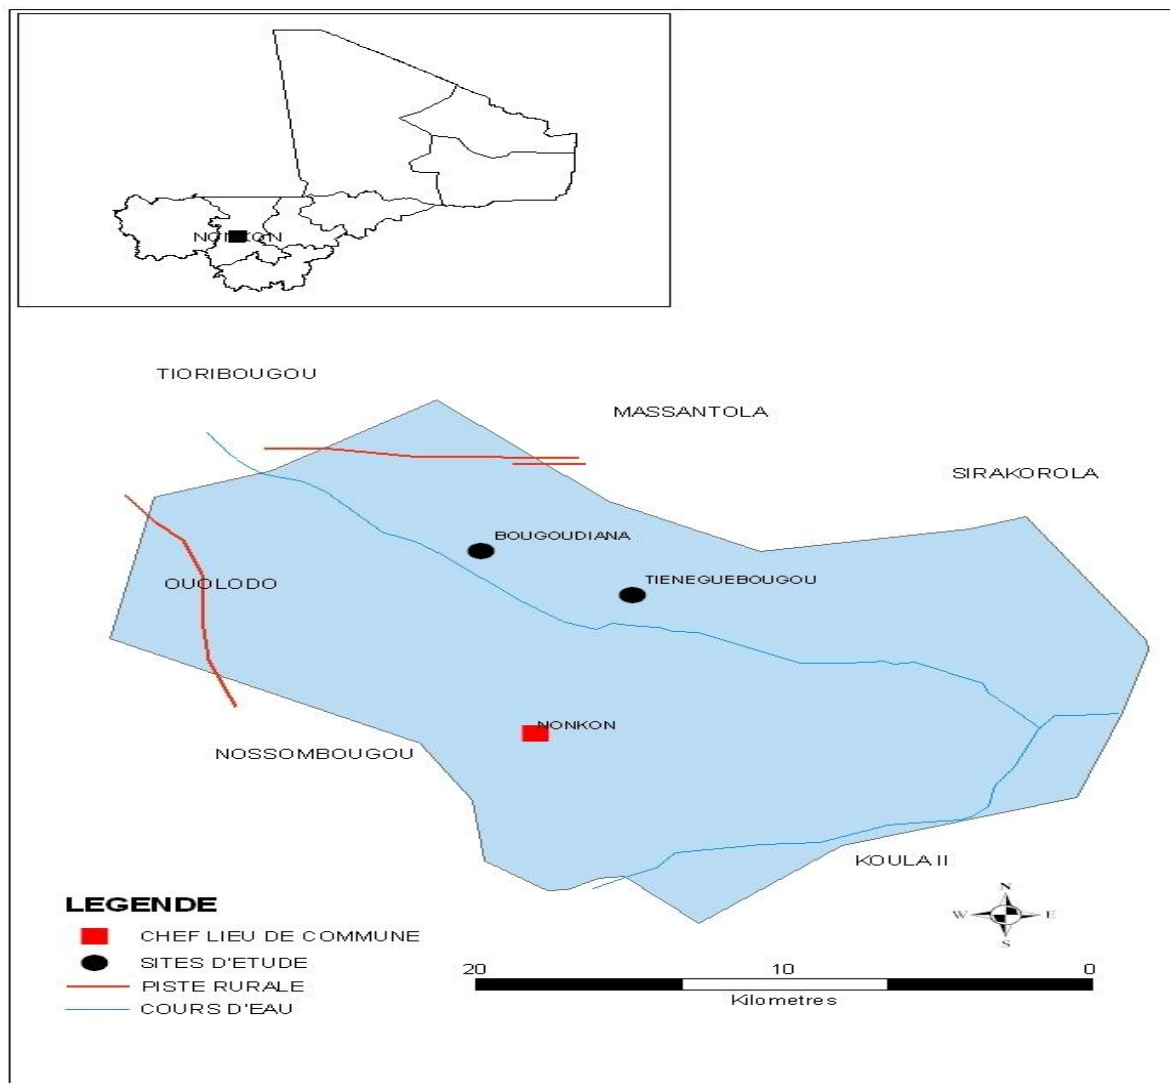 NONKON
TIORIBOUGOU
MASSANTOLA
SIRAKOROLA
BOUGOUDIANA
TIENEGUEBOUGOU
OUOLODO
NONKON
NOSSOMBOUGOU
KOULA II
LEGENDE
CHEF LIEU DE COMMUNE
SITES D'ETUDE
PISTE RURALE
COURS D'EAU
N
W E
S
20 10 0
Kilometres